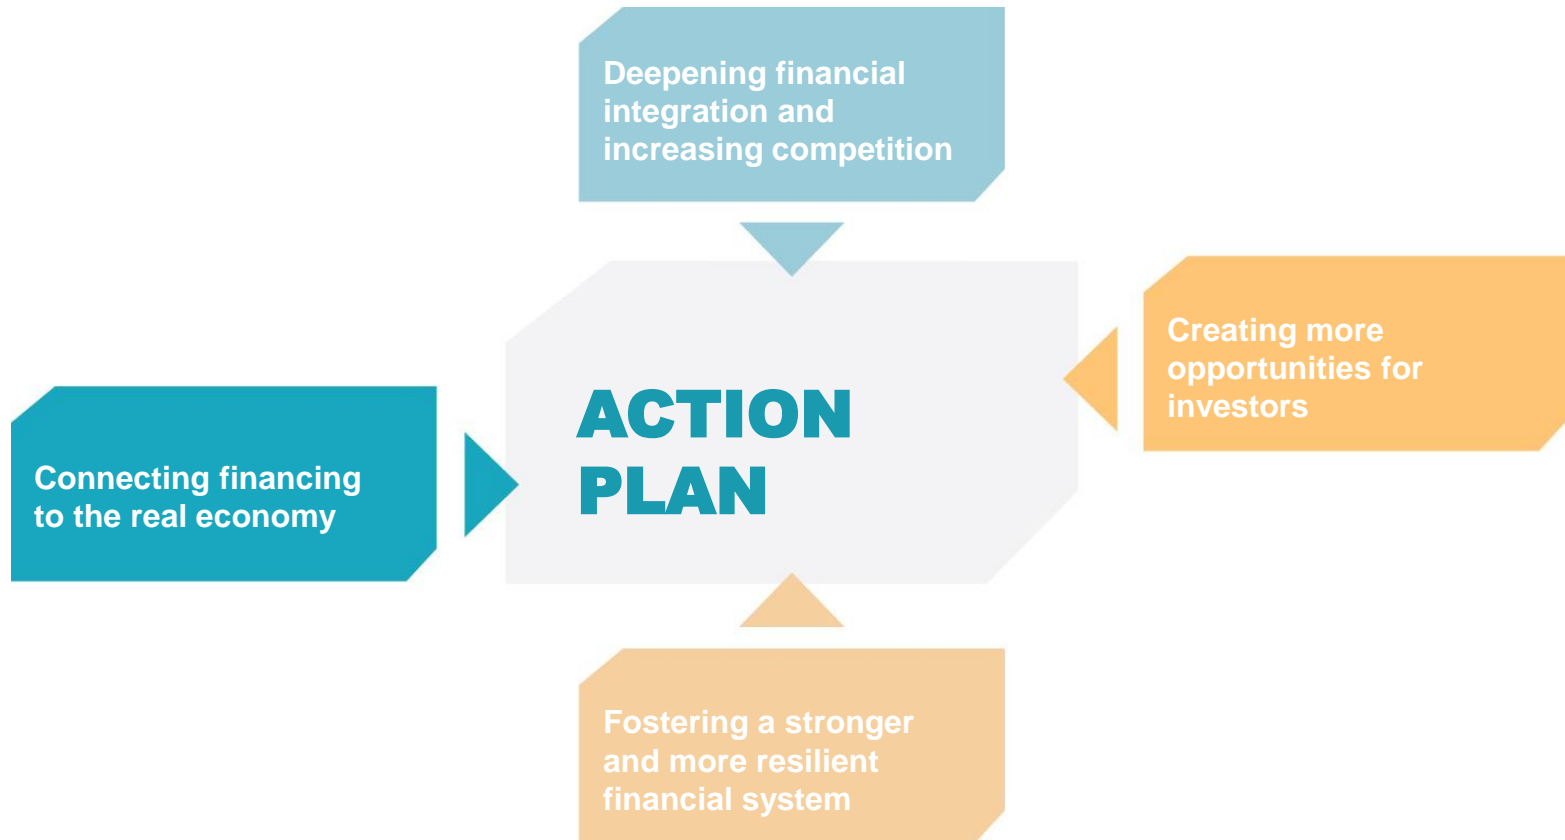 Deepening financial
integration and
increasing competition
Creating more
opportunities for
investors
ACTION
PLAN
Connecting financing
to the real economy
Fostering a stronger
and more resilient
financial system